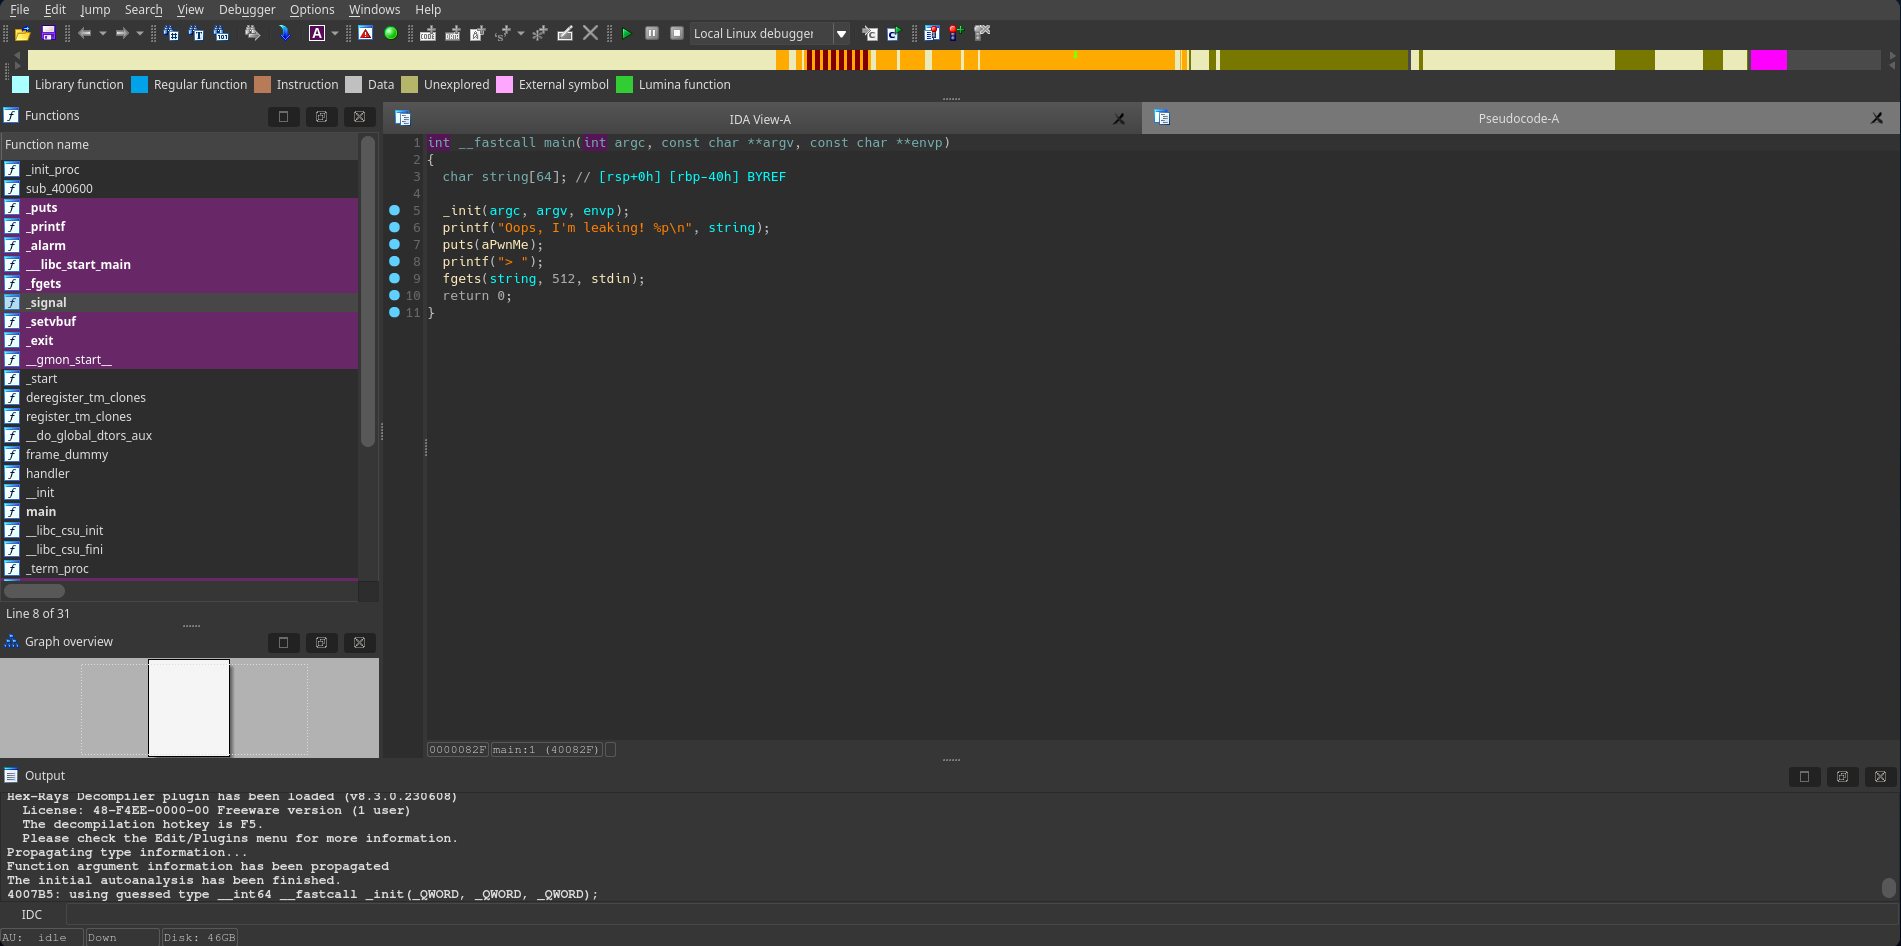 File Edit Jump Search View Debugger Options Windows Help
A Local Linux debugger
Library function Regular function Instruction Data Unexplored External symbol Lumina function
Functions
Function name
_init_proc
sub_400600
_puts
_printf
_alarm
___libc_start_main
_fgets
_signal
_setvbuf
_exit
__gmon_start__
_start
deregister_tm_clones
register_tm_clones
__do_global_dtors_aux
frame_dummy
handler
__init
main
__libc_csu_init
__libc_csu_fini
_term_proc
Line 8 of 31
Graph overview
IDA View-A
Pseudocode-A
1 int __fastcall main(int argc, const char **argv, const char **envp)
2 {
3 char string[64]; // [rsp+0h] [rbp-40h] BYREF
4
5 _init(argc, argv, envp);
6 printf("Oops, I'm leaking! %p\n", string);
7 puts(aPwnMe);
8 printf("> ");
9 fgets(string, 512, stdin);
10 return 0;
11 }
0000082F main:1 (40082F)
Output
Hex-Rays Decompiler plugin has been loaded (v8.3.0.230608)
License: 48-F4EE-0000-00 Freeware version (1 user)
The decompilation hotkey is F5.
Please check the Edit/Plugins menu for more information.
Propagating type information...
Function argument information has been propagated
The initial autoanalysis has been finished.
4007B5: using guessed type __int64 __fastcall _init(_QWORD, _QWORD, _QWORD);
IDC
AU: idle Down Disk: 46GB